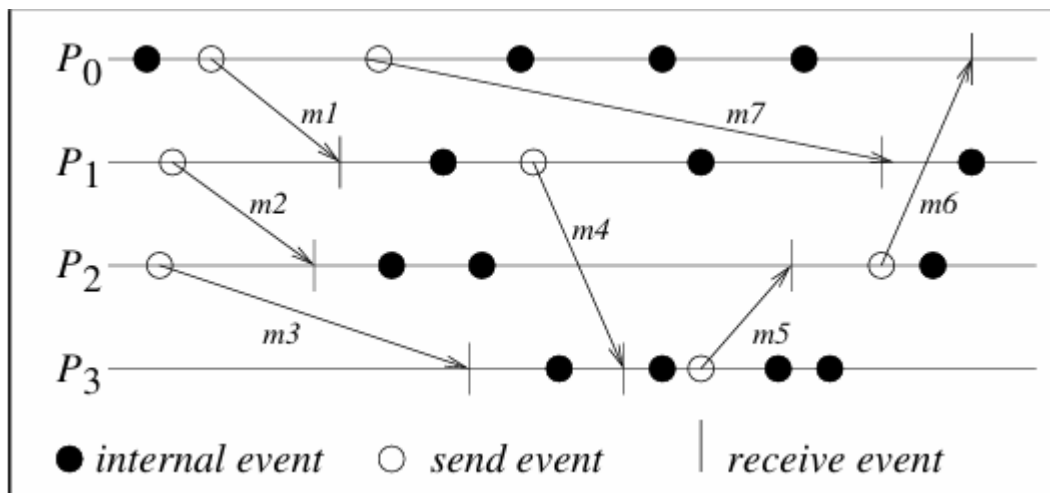 P0
m1
m7
P1
m2
m4
m6
P2
m3
m5
P3
internal event
send event
receive event